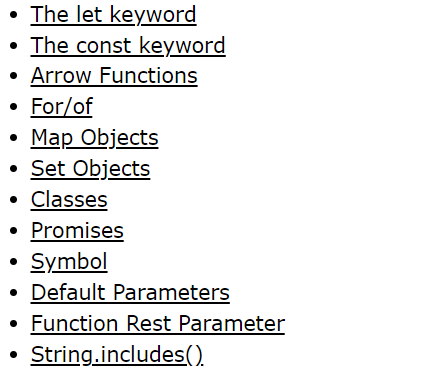 The let keyword
The const keyword
Arrow Functions
For/of
Map Objects
Set Objects
Classes
Promises
Symbol
Default Parameters
Function Rest Parameter
String.includes()